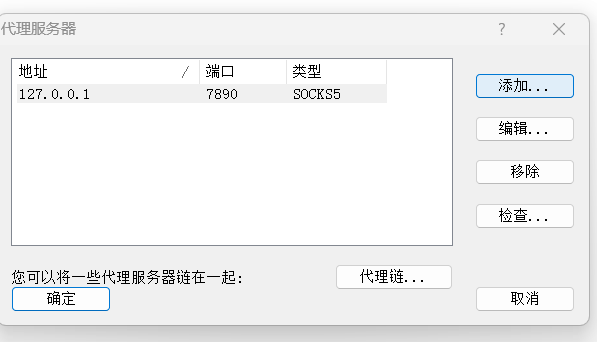 代理服务器
地址 / 端口 类型
127.0.0.1 7890 SOCKS5
添加...
编辑...
移除
检查...
您可以将一些代理服务器链在一起:
代理链...
确定
取消